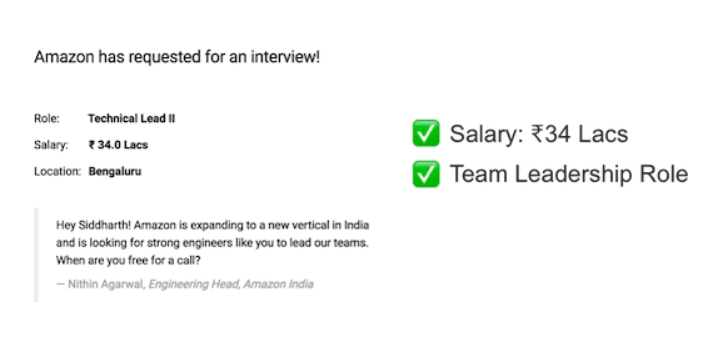 Amazon has requested for an interview!
Role: Technical Lead II
Salary: ₹ 34.0 Lacs
Location: Bengaluru
Hey Siddharth! Amazon is expanding to a new vertical in India
and is looking for strong engineers like you to lead our teams.
When are you free for a call?
— Nithin Agarwal, Engineering Head, Amazon India
Salary: ₹34 Lacs
Team Leadership Role